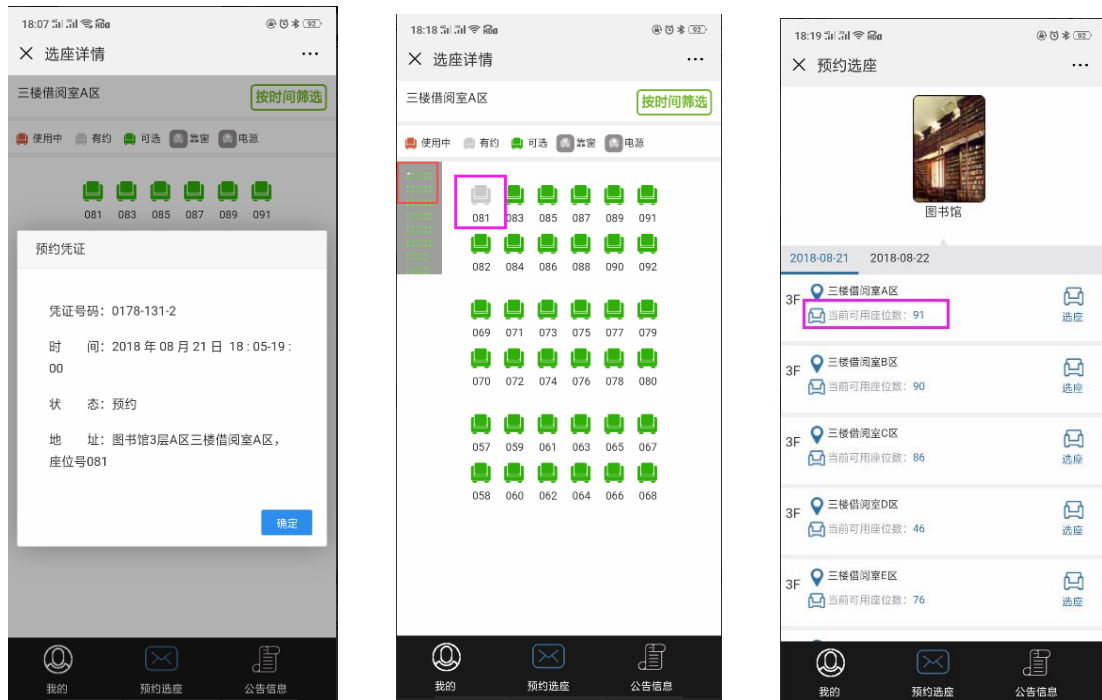 18:07
92
选座详情
三楼借阅室A区
按时间筛选
使用中 有约 可选 靠窗 电源
081 083 085 087 089 091
预约凭证
凭证号码：0178-131-2
时 间：2018 年 08 月 21 日 18 : 05-19 :
00
状 态：预约
地 址：图书馆3层A区三楼借阅室A区，
座位号081
确定
我的 预约选座 公告信息
18:18
92
选座详情
三楼借阅室A区
按时间筛选
使用中 有约 可选 靠窗 电源
081 083 085 087 089 091
082 084 086 088 090 092
069 071 073 075 077 079
070 072 074 076 078 080
057 059 061 063 065 067
058 060 062 064 066 068
我的 预约选座 公告信息
18:19
92
预约选座
图书馆
2018-08-21 2018-08-22
3F 三楼借阅室A区
当前可用座位数：91
选座
3F 三楼借阅室B区
当前可用座位数：90
选座
3F 三楼借阅室C区
当前可用座位数：86
选座
3F 三楼借阅室D区
当前可用座位数：46
选座
3F 三楼借阅室E区
当前可用座位数：76
选座
我的 预约选座 公告信息